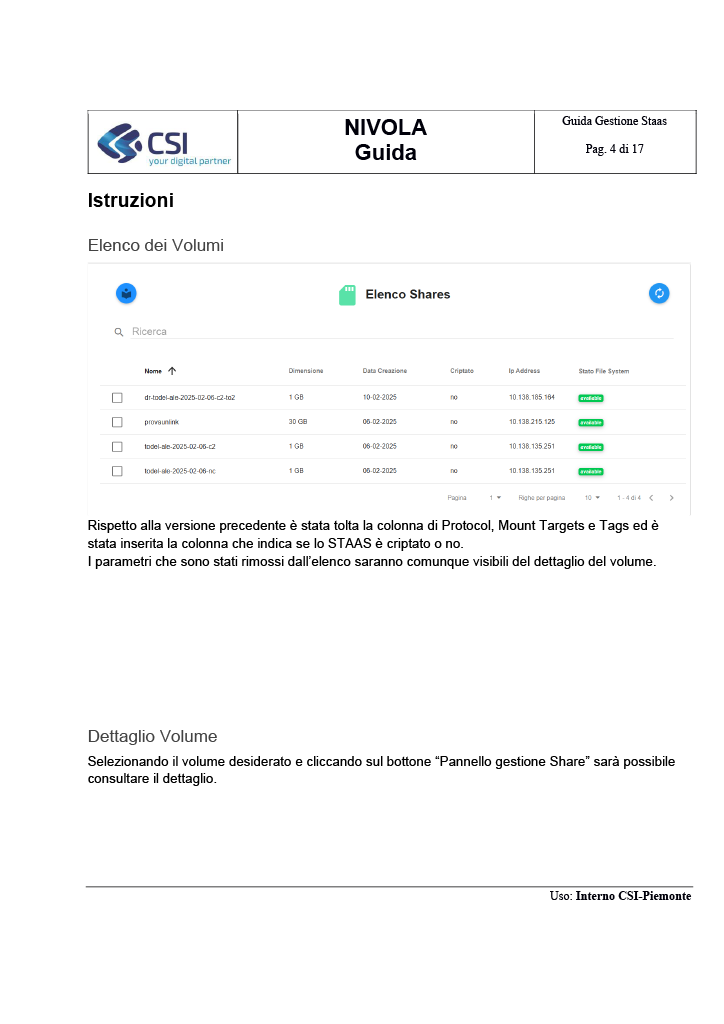 CSI
your digital partner
NIVOLA
Guida
Guida Gestione Staas
Pag. 4 di 17
Istruzioni
Elenco dei Volumi
Elenco Shares
Ricerca
Nome Dimensione Data Creazione Criptato Ip Address Stato File System
dr-todel-ale-2025-02-06-c2-to2 1 GB 10-02-2025 no 10.138.185.164 available
provaunlink 30 GB 06-02-2025 no 10.138.215.125 available
todel-ale-2025-02-06-c2 1 GB 06-02-2025 no 10.138.135.251 available
todel-ale-2025-02-06-nc 1 GB 06-02-2025 no 10.138.135.251 available
Pagina 1 Righe per pagina 10 1 - 4 di 4
Rispetto alla versione precedente è stata tolta la colonna di Protocol, Mount Targets e Tags ed è
stata inserita la colonna che indica se lo STAAS è criptato o no.
I parametri che sono stati rimossi dall'elenco saranno comunque visibili del dettaglio del volume.
Dettaglio Volume
Selezionando il volume desiderato e cliccando sul bottone “Pannello gestione Share” sarà possibile
consultare il dettaglio.
Uso: Interno CSI-Piemonte